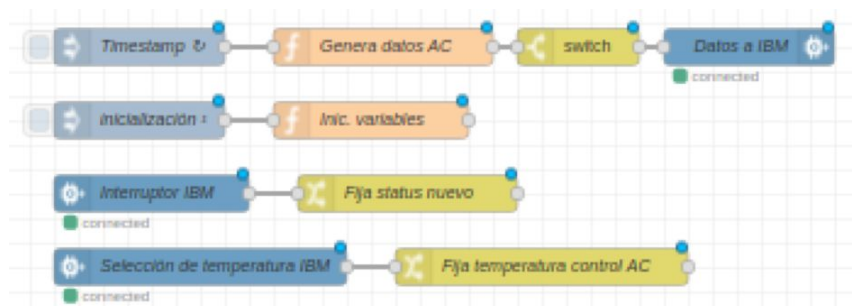 Timestamp ↻ Genera datos AC switch Datos a IBM
connected
Inicialización Inic. variables
Interruptor IBM Fija status nuevo
connected
Selección de temperatura IBM Fija temperatura control AC
connected